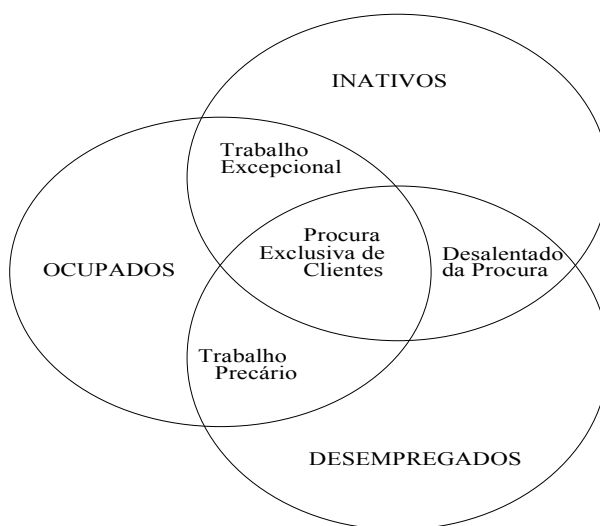 INATIVOS
Trabalho
Excepcional
Procura
Exclusiva de
Clientes
Desalentado
da Procura
OCUPADOS
Trabalho
Precário
DESEMPREGADOS